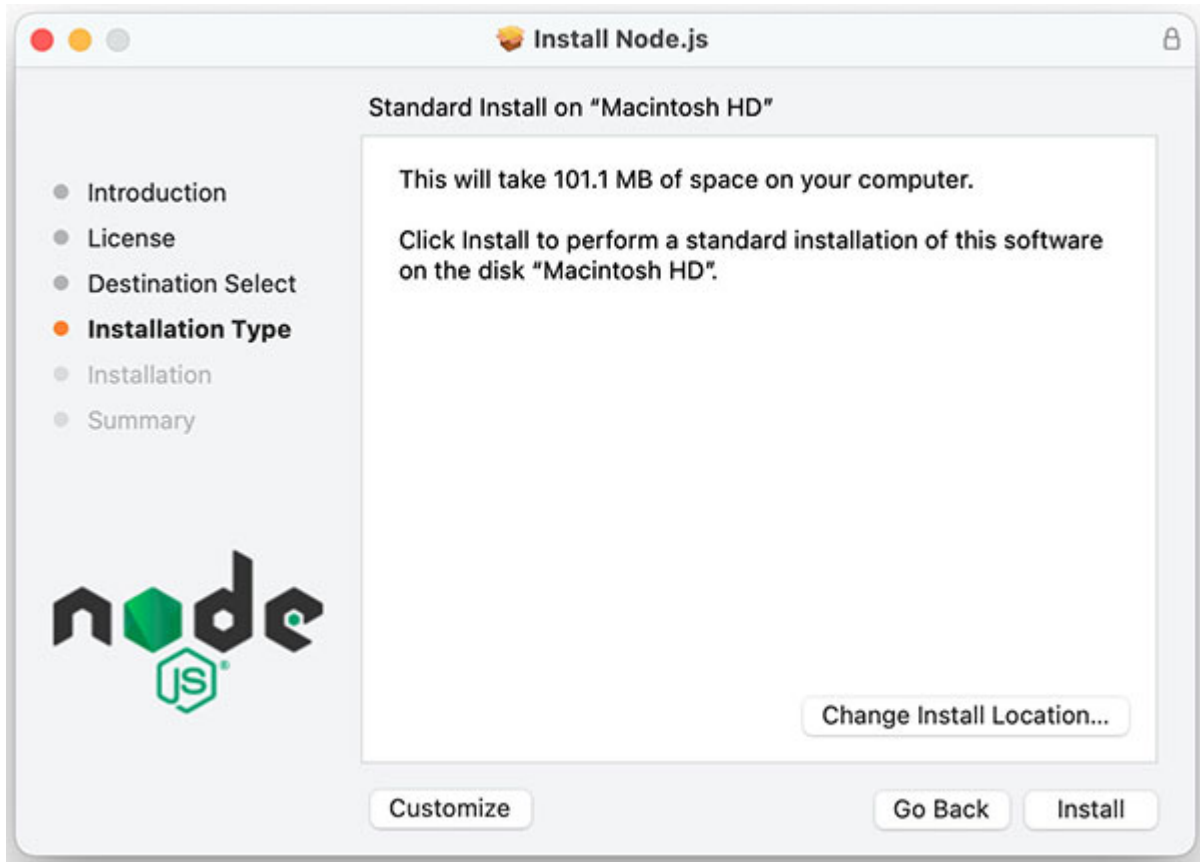 Install Node.js
Standard Install on “Macintosh HD”
Introduction
License
Destination Select
Installation Type
Installation
Summary
This will take 101.1 MB of space on your computer.
Click Install to perform a standard installation of this software
on the disk “Macintosh HD”.
node
JS®
Change Install Location...
Customize
Go Back
Install